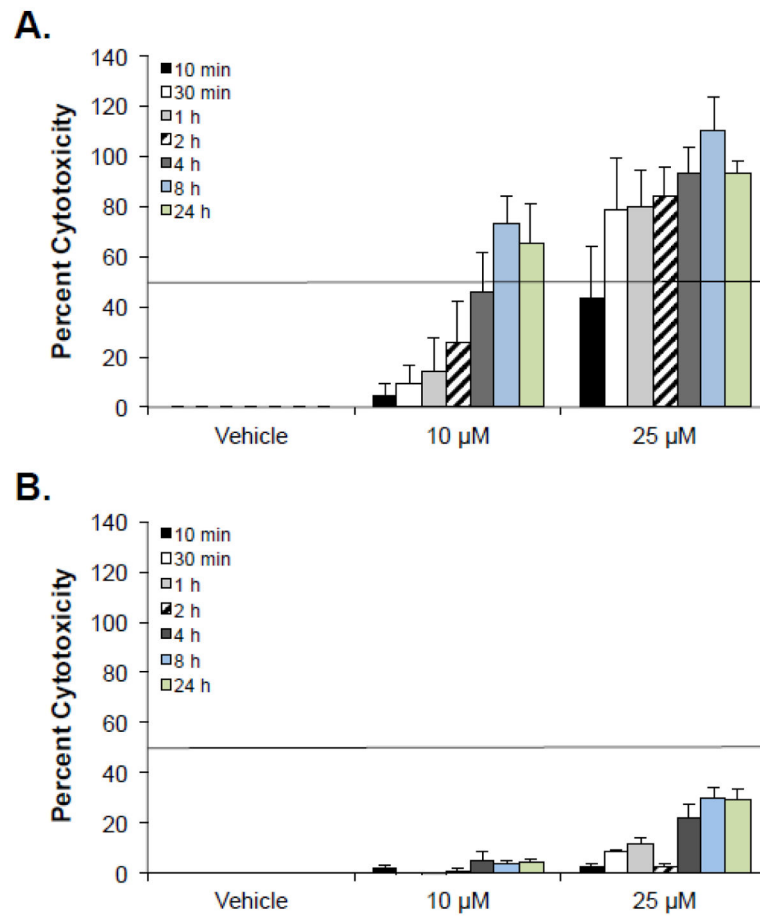 A.
Percent Cytotoxicity
140
120
100
80
60
40
20
0
10 min
30 min
1 h
2 h
4 h
8 h
24 h
Vehicle 10 µM 25 µM
B.
Percent Cytotoxicity
140
120
100
80
60
40
20
0
10 min
30 min
1 h
2 h
4 h
8 h
24 h
Vehicle 10 µM 25 µM